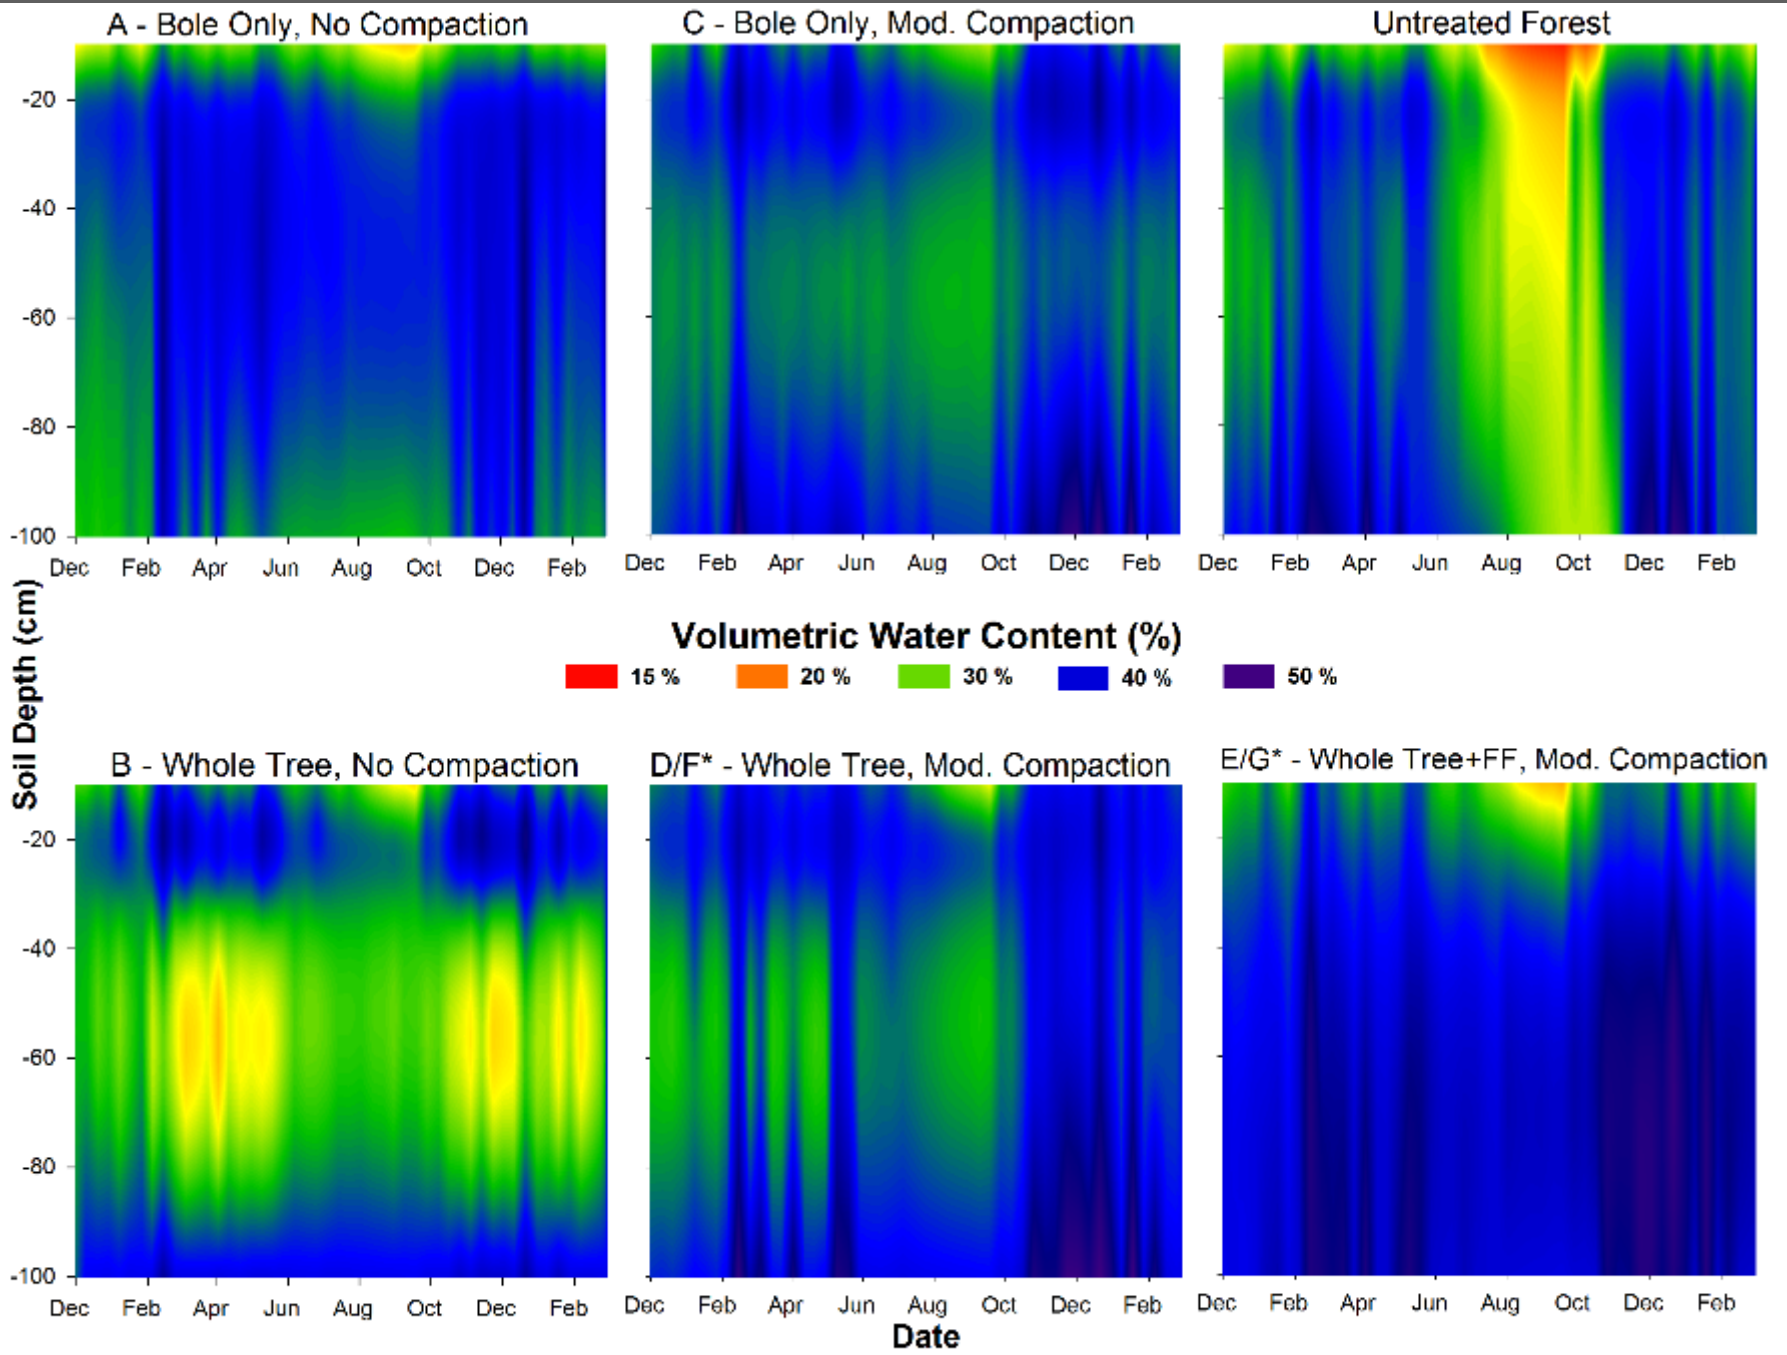 A - Bole Only, No Compaction
C - Bole Only, Mod. Compaction
Untreated Forest
-20
-40
-60
-80
-100
Dec Feb Apr Jun Aug Oct Dec Feb
Dec Feb Apr Jun Aug Oct Dec Feb
Dec Feb Apr Jun Aug Oct Dec Feb
Soil Depth (cm)
Volumetric Water Content (%)
15 % 20 % 30 % 40 % 50 %
B - Whole Tree, No Compaction
D/F* - Whole Tree, Mod. Compaction
E/G* - Whole Tree+FF, Mod. Compaction
-20
-40
-60
-80
-100
Dec Feb Apr Jun Aug Oct Dec Feb
Dec Feb Apr Jun Aug Oct Dec Feb
Dec Feb Apr Jun Aug Oct Dec Feb
Date